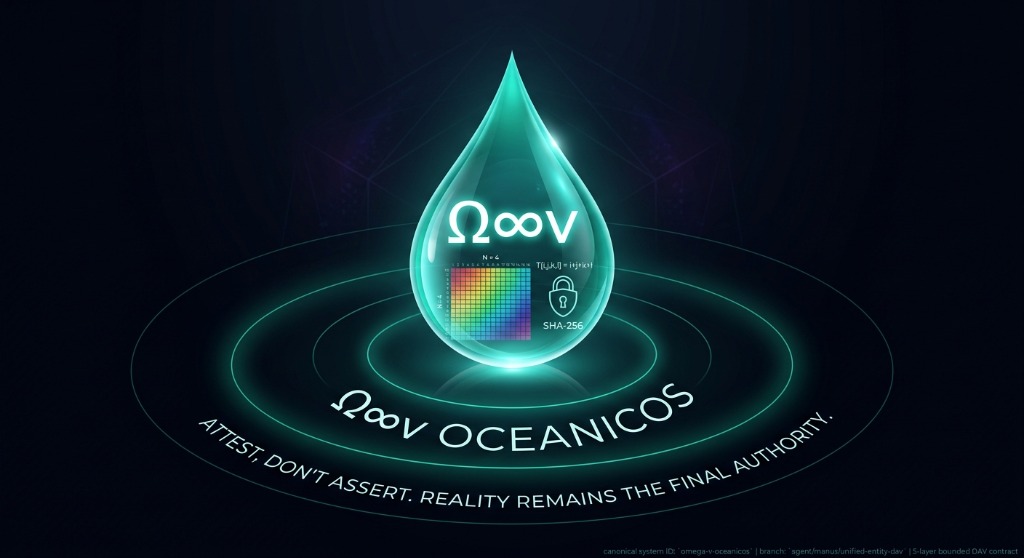 Ω∞v
N=4
N=4
SHA-256
Ω∞v OCEANICOS
ATTEST, DON'T ASSERT. REALITY REMAINS THE FINAL AUTHORITY.
canonical system ID: `omega-v-oceanicos` | branch: `agent/manus/unified-entity-dav` | 5-layer bounded DAV contract